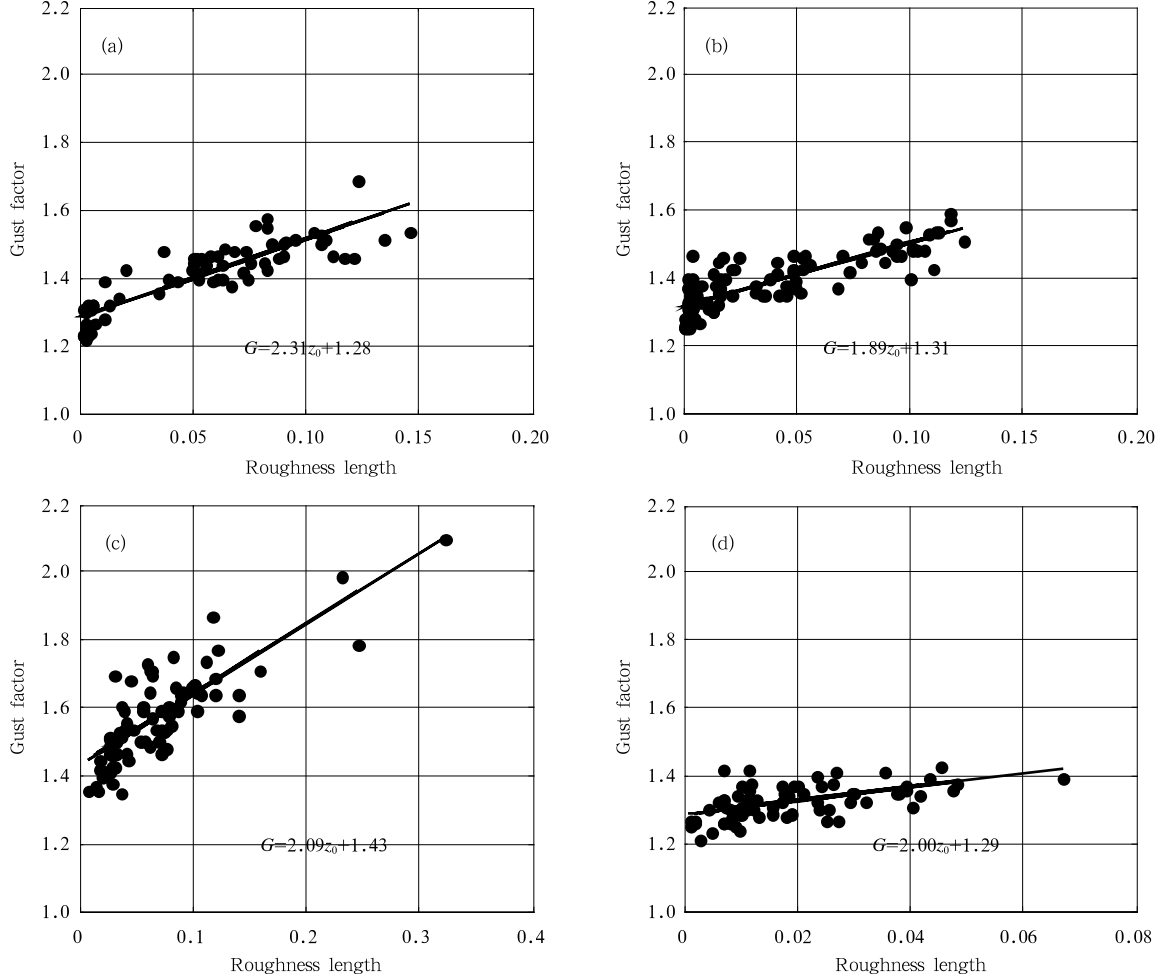 (a)
2.2
2.0
1.8
1.6
1.4
1.2
1.0
Gust factor
G=2.31z₀+1.28
0 0.05 0.10 0.15 0.20
Roughness length
(b)
2.2
2.0
1.8
1.6
1.4
1.2
1.0
Gust factor
G=1.89z₀+1.31
0 0.05 0.10 0.15 0.20
Roughness length
(c)
2.2
2.0
1.8
1.6
1.4
1.2
1.0
Gust factor
G=2.09z₀+1.43
0 0.1 0.2 0.3 0.4
Roughness length
(d)
2.2
2.0
1.8
1.6
1.4
1.2
1.0
Gust factor
G=2.00z₀+1.29
0 0.02 0.04 0.06 0.08
Roughness length